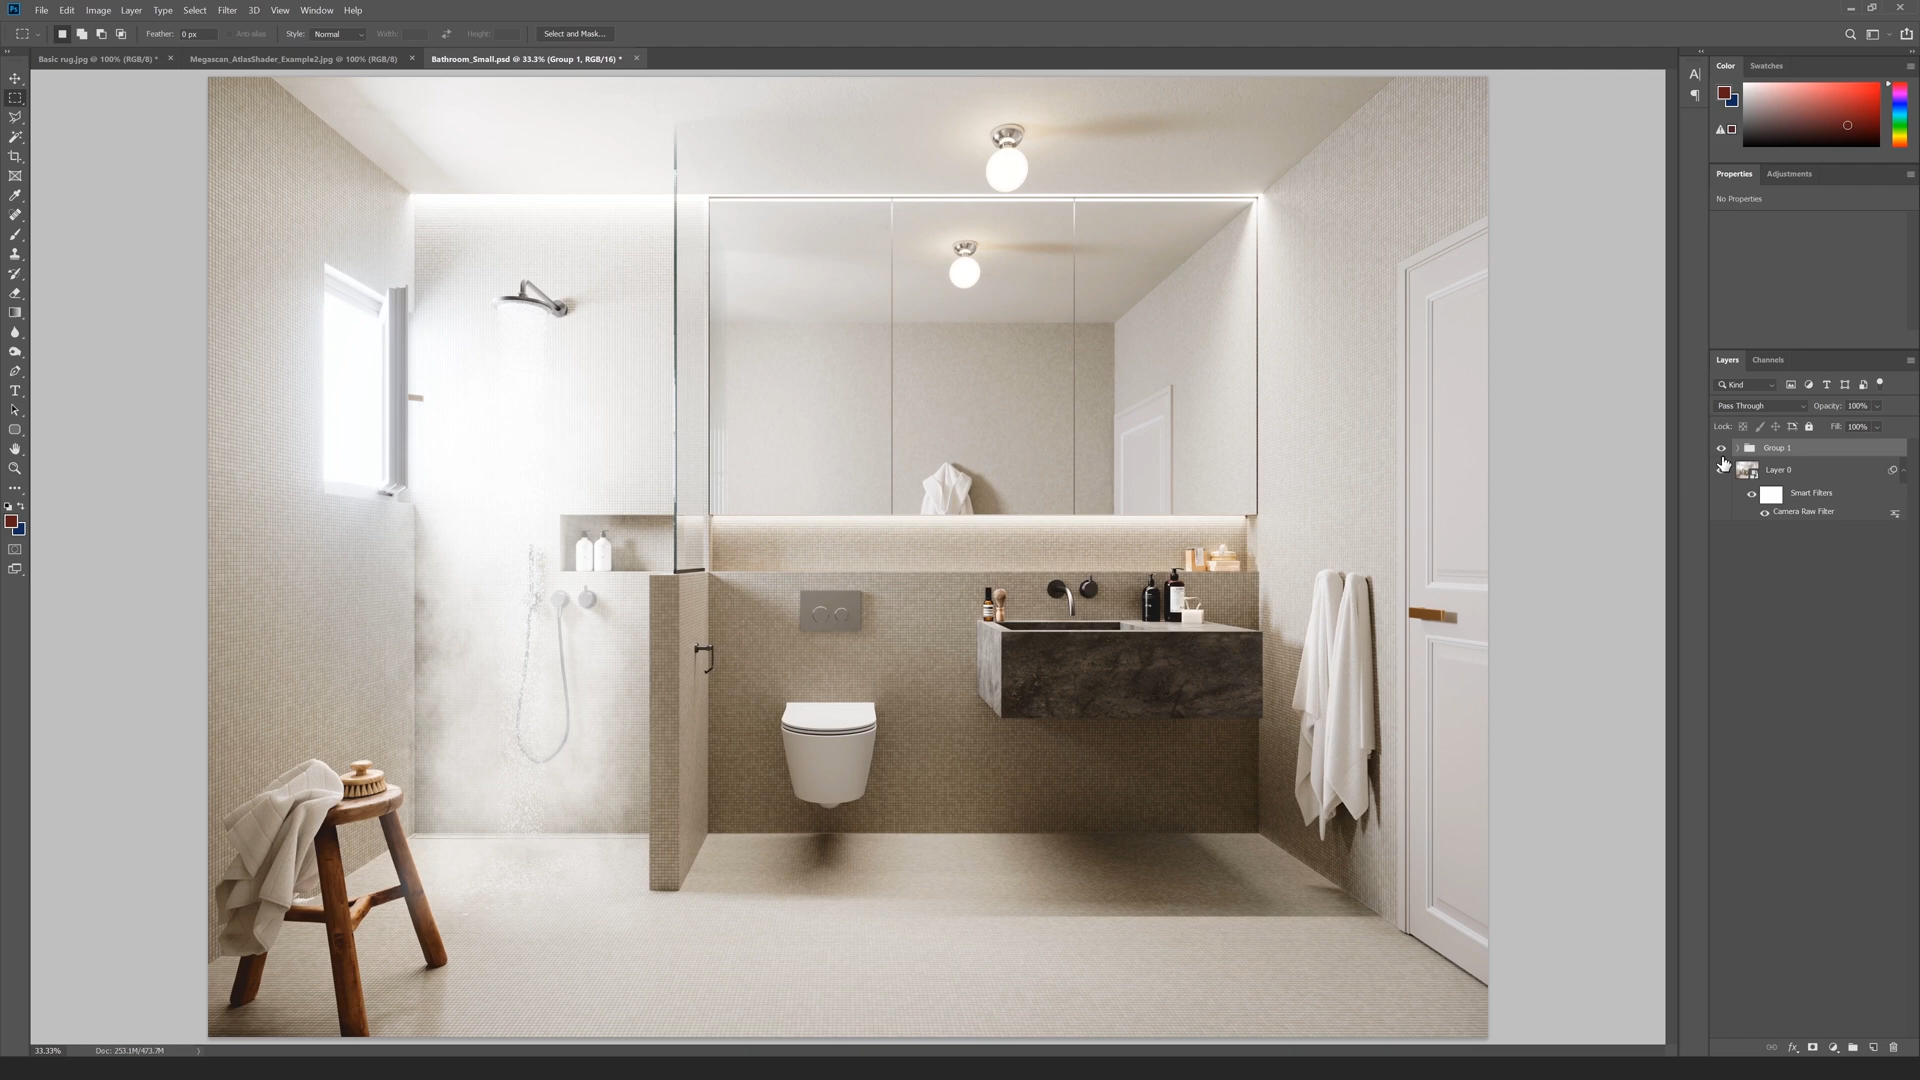 Ps File Edit Image Layer Type Select Filter 3D View Window Help
Feather: 0 px Anti-alias Style: Normal Width: Height: Select and Mask...
Basic rug.jpg @ 100% (RGB/8) * Megascan_AtlasShader_Example2.jpg @ 100% (RGB/8) Bathroom_Small.psd @ 33.3% (Group 1, RGB/16) *
Color Swatches
Properties Adjustments
No Properties
Layers Channels
Kind
Pass Through Opacity: 100%
Lock: Fill: 100%
Group 1
Layer 0
Smart Filters
Camera Raw Filter
33.33% Doc: 253.1M/473.7M